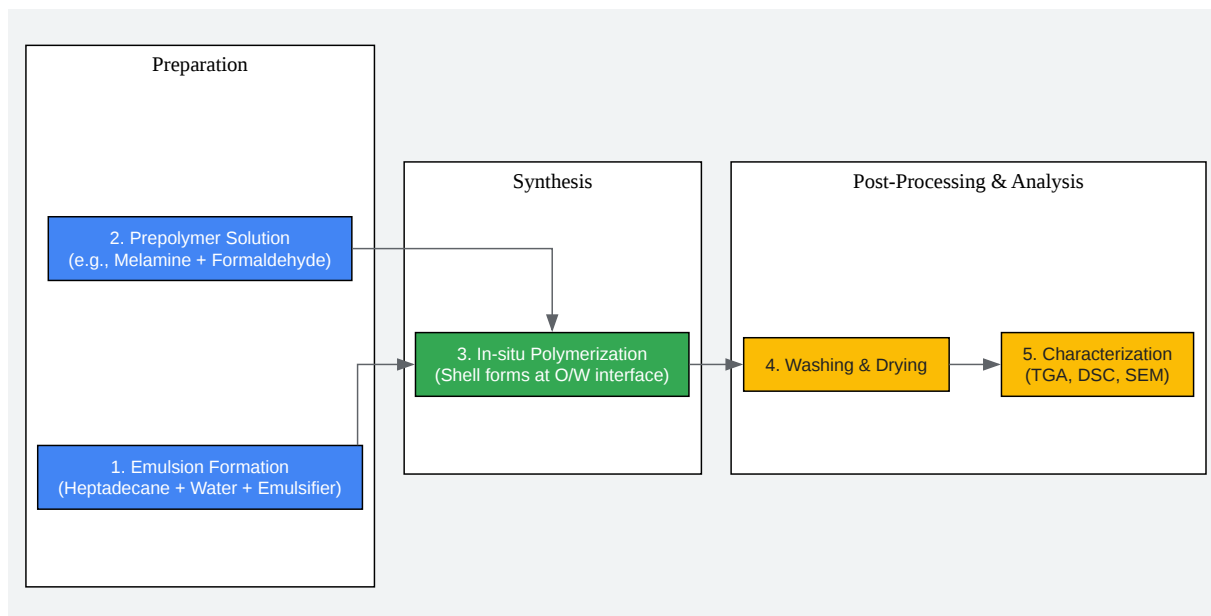 Preparation
2. Prepolymer Solution
(e.g., Melamine + Formaldehyde)
1. Emulsion Formation
(Heptadecane + Water + Emulsifier)
Synthesis
3. In-situ Polymerization
(Shell forms at O/W interface)
Post-Processing & Analysis
4. Washing & Drying
5. Characterization
(TGA, DSC, SEM)